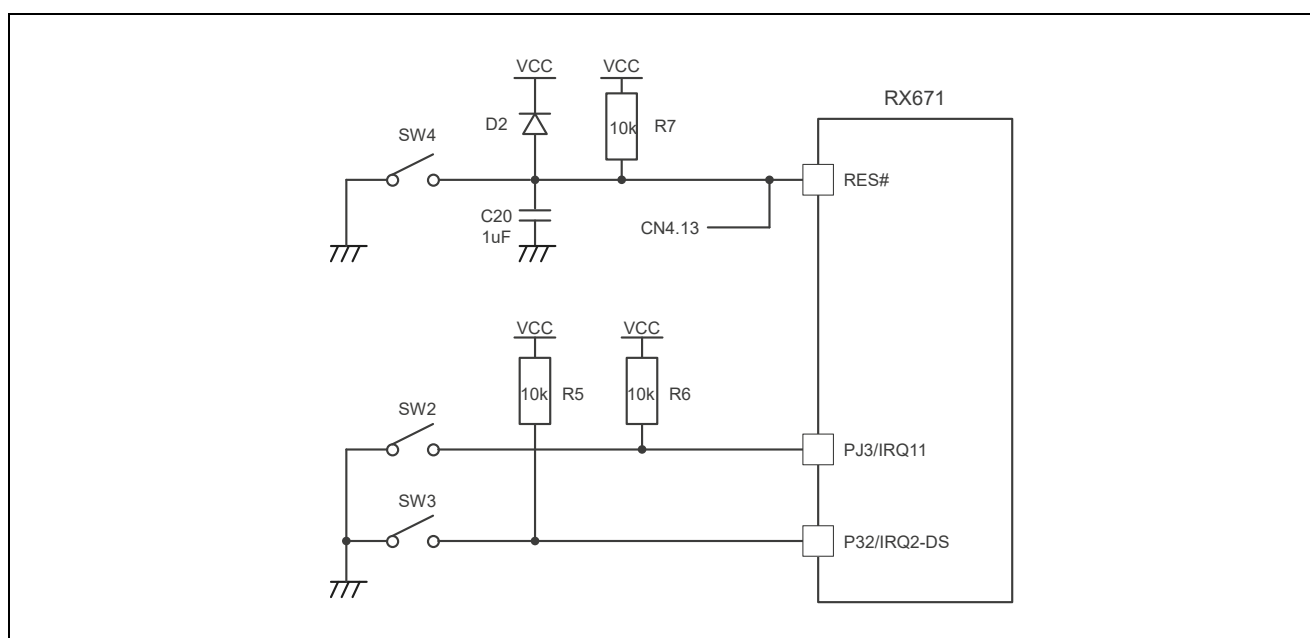 VCC
VCC
RX671
D2
10k
R7
SW4
RES#
C20
1uF
CN4.13
VCC
VCC
10k
R5
10k
R6
SW2
PJ3/IRQ11
SW3
P32/IRQ2-DS